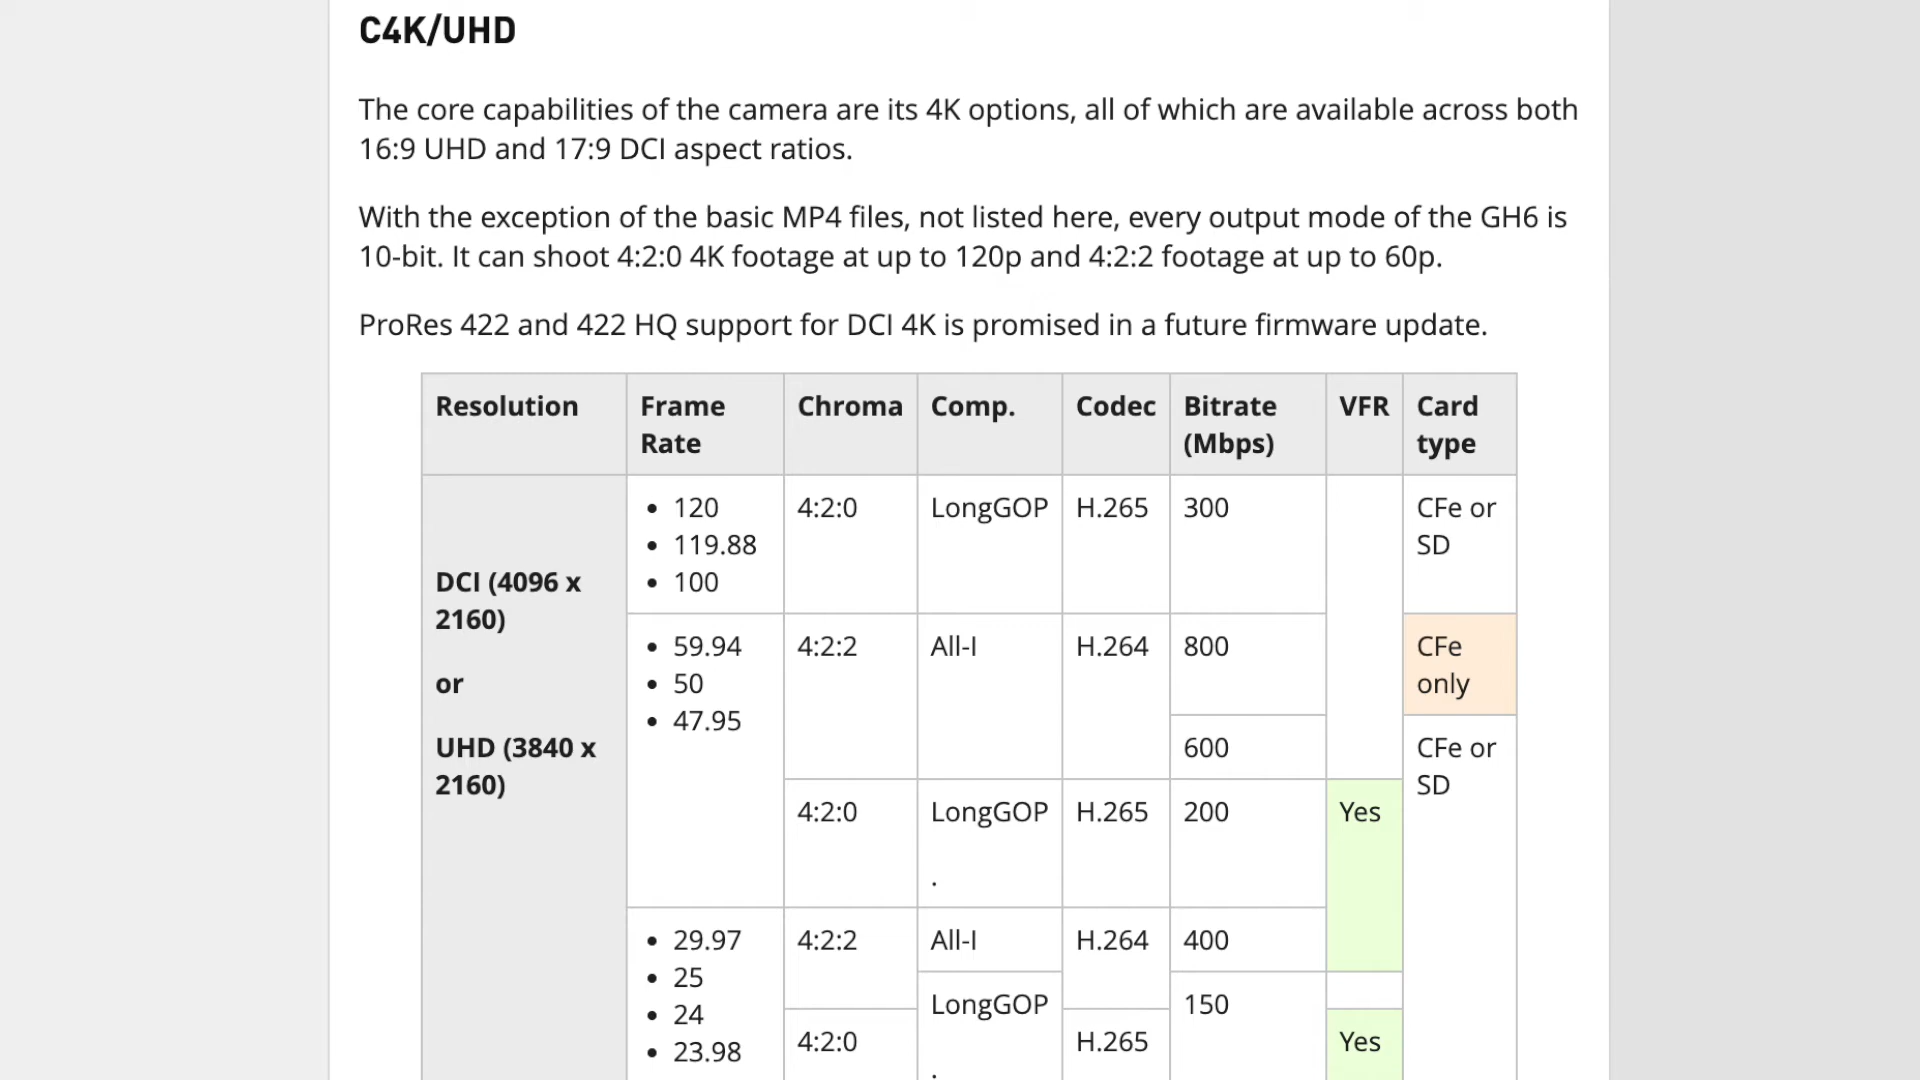 C4K/UHD
The core capabilities of the camera are its 4K options, all of which are available across both
16:9 UHD and 17:9 DCI aspect ratios.
With the exception of the basic MP4 files, not listed here, every output mode of the GH6 is
10-bit. It can shoot 4:2:0 4K footage at up to 120p and 4:2:2 footage at up to 60p.
ProRes 422 and 422 HQ support for DCI 4K is promised in a future firmware update.
Resolution Frame Rate Chroma Comp. Codec Bitrate (Mbps) VFR Card type
DCI (4096 x
2160)
or
UHD (3840 x
2160)
• 120
• 119.88
• 100
4:2:0 LongGOP H.265 300 CFe or
SD
• 59.94
• 50
• 47.95
4:2:2 All-I H.264 800 CFe
only
600 CFe or
SD
4:2:0 LongGOP H.265 200 Yes
.
• 29.97
• 25
• 24
• 23.98
4:2:2 All-I H.264 400
LongGOP 150
4:2:0 H.265 Yes
.